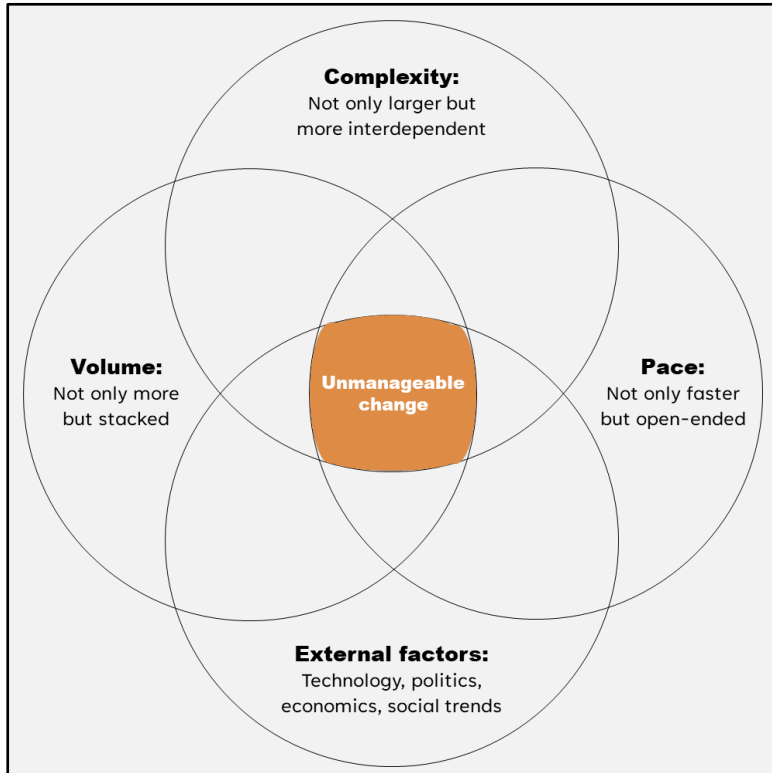 Complexity:
Not only larger but
more interdependent
Volume:
Not only more
but stacked
Unmanageable
change
Pace:
Not only faster
but open-ended
External factors:
Technology, politics,
economics, social trends